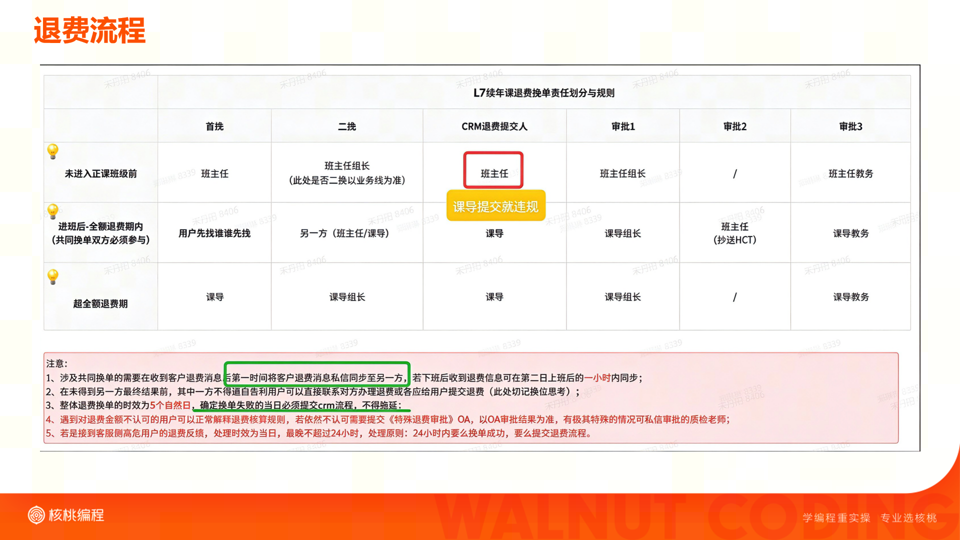 退费流程
L7续年课退费挽单责任划分与规则
首挽 二挽 CRM退费提交人 审批1 审批2 审批3
未进入正课班级前 班主任 班主任组长 班主任 班主任组长 / 班主任教务
(此处是否二换以业务线为准)
课导提交就违规
进班后-全额退费期内 用户先找谁谁先找 另一方（班主任/课导） 课导 课导组长 班主任 课导教务
(共同换单双方必须参与) (抄送HCT)
超全额退费期 课导 课导组长 课导 课导组长 / 课导教务
注意：
1、涉及共同换单的需要在收到客户退费消息后第一时间将客户退费消息私信同步至另一方，若下班后收到退费信息可在第二日上班后的一小时内同步；
2、在未得到另一方最终结果前，其中一方不得道自告利用户可以直接联系对方办理退费或各应给用户提交退费（此处切记换位思考）；
3、整体退费换单的时效为5个自然日，确定换单失败的当日必须提交crm流程，不得拖延；
4、遇到对退费金额不认可的用户可以正常解释退费核算规则，若依然不认可需要提交《特殊退费审批》OA，以OA审批结果为准，有极其特殊的情况可私信审批的质检老师；
5、若是接到客服侧高危用户的退费反馈，处理时效为当日，最晚不超过24小时，处理原则：24小时内要么换单成功，要么提交退费流程。
核桃编程
WALNUT CODING
学编程重实操 专业选核桃